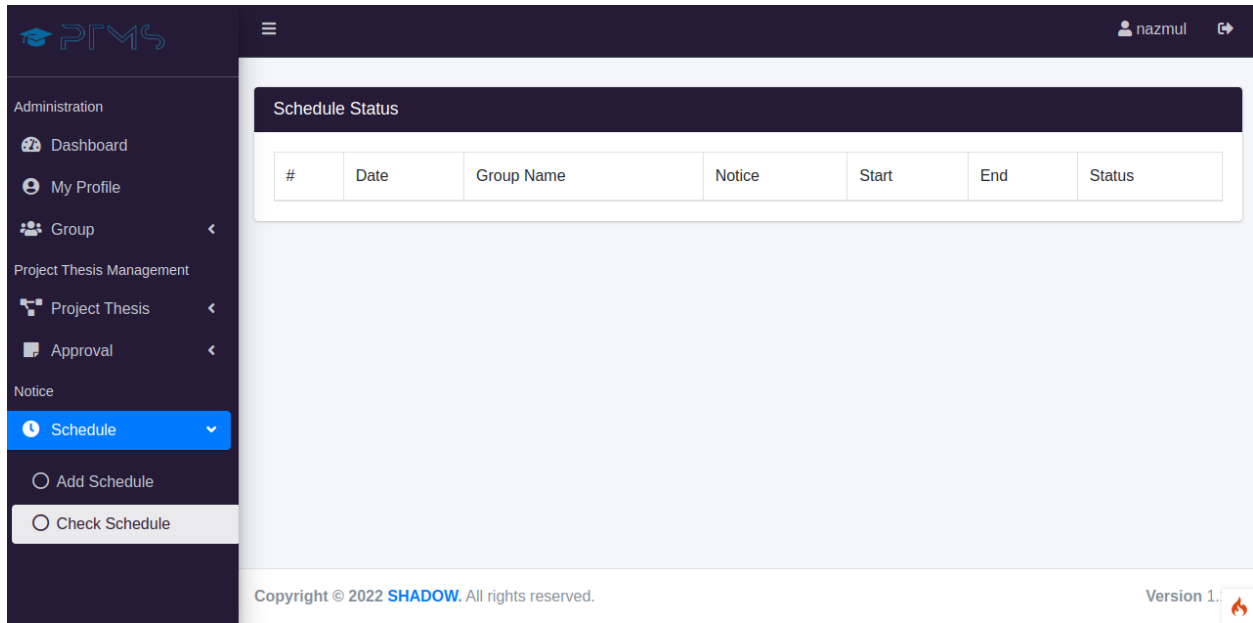 PTMS
nazmul
Administration
Dashboard
My Profile
Group
Project Thesis Management
Project Thesis
Approval
Notice
Schedule
Add Schedule
Check Schedule
Schedule Status
# Date Group Name Notice Start End Status
Copyright © 2022 SHADOW. All rights reserved.
Version 1.